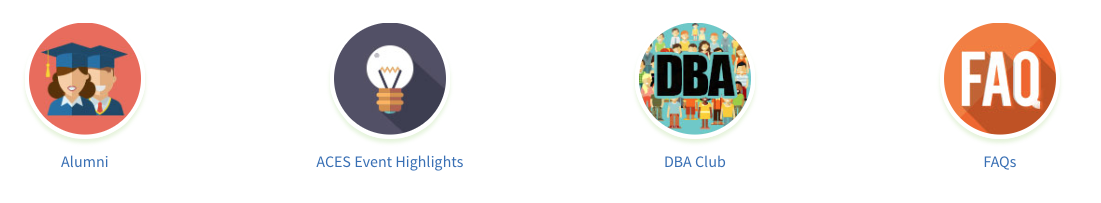 DBA
FAQ
Alumni
ACES Event Highlights
DBA Club
FAQs